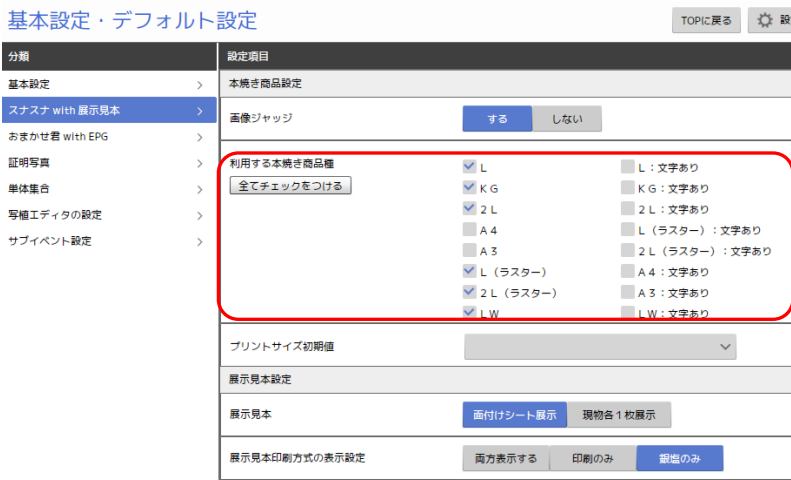 基本設定・デフォルト設定
TOPに戻る
分類
設定項目
基本設定
本焼き商品設定
スナスナ with 展示見本
画像ジャッジ
する
しない
おまかせ君 with EPG
証明写真
単体集合
写植エディタの設定
サブイベント設定
利用する本焼き商品種
全てチェックをつける
L
L：文字あり
KG
KG：文字あり
2L
2L：文字あり
A4
L（ラスター）：文字あり
A3
2L（ラスター）：文字あり
L（ラスター）
A4：文字あり
2L（ラスター）
A3：文字あり
LW
LW：文字あり
プリントサイズ初期値
展示見本設定
展示見本
面付けシート展示
現物各1枚展示
展示見本印刷方式の表示設定
両方表示する
印刷のみ
銀塩のみ